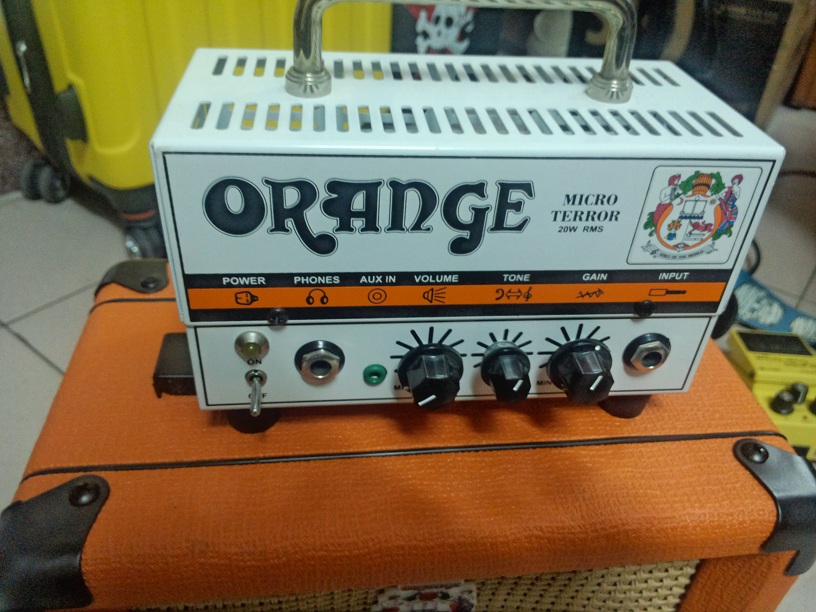 ORANGE
MICRO
TERROR
20W RMS
POWER PHONES AUX IN VOLUME TONE GAIN INPUT
ON